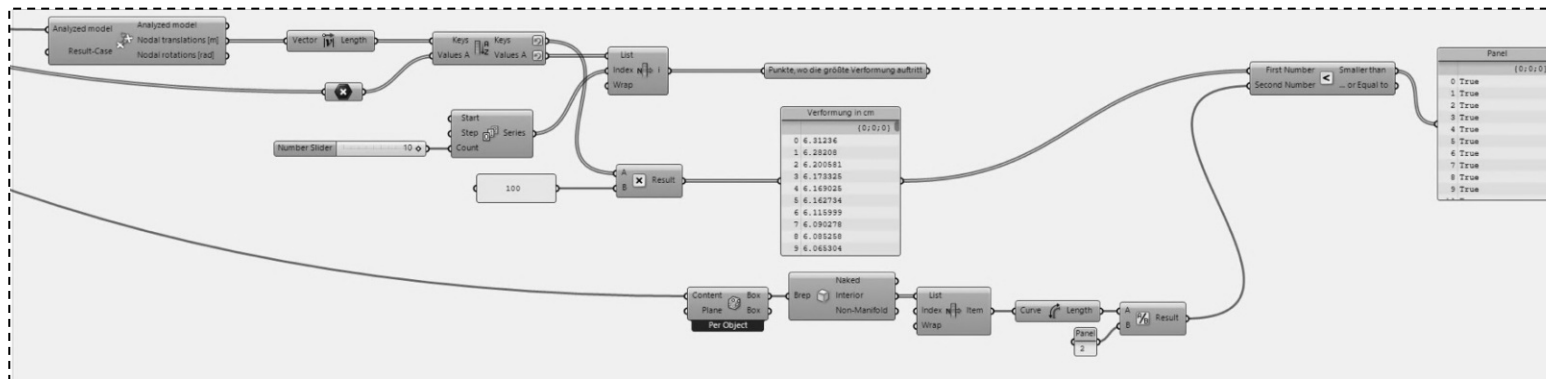 Analyzed model
Result-Case
Analyzed model
Nodal translations [m]
Nodal rotations [rad]
Vector Length
Keys
Values A
Keys
Values A
List
Index
Wrap
i
Punkte, wo die größte Verformung auftritt
Start
Step
Count
Series
Number Slider 10
100
A
B
Result
Verformung in cm
{0;0;0}
0 6.31236
1 6.28208
2 6.200581
3 6.173325
4 6.169025
5 6.162734
6 6.115999
7 6.090278
8 6.085258
9 6.065304
Content
Plane
Box
Box
Per Object
Brep
Naked
Interior
Non-Manifold
List
Index
Wrap
Item
Curve Length
Panel
2
A
B
Result
First Number
Second Number
Smaller than
... or Equal to
Panel
{0;0;0}
0 True
1 True
2 True
3 True
4 True
5 True
6 True
7 True
8 True
9 True